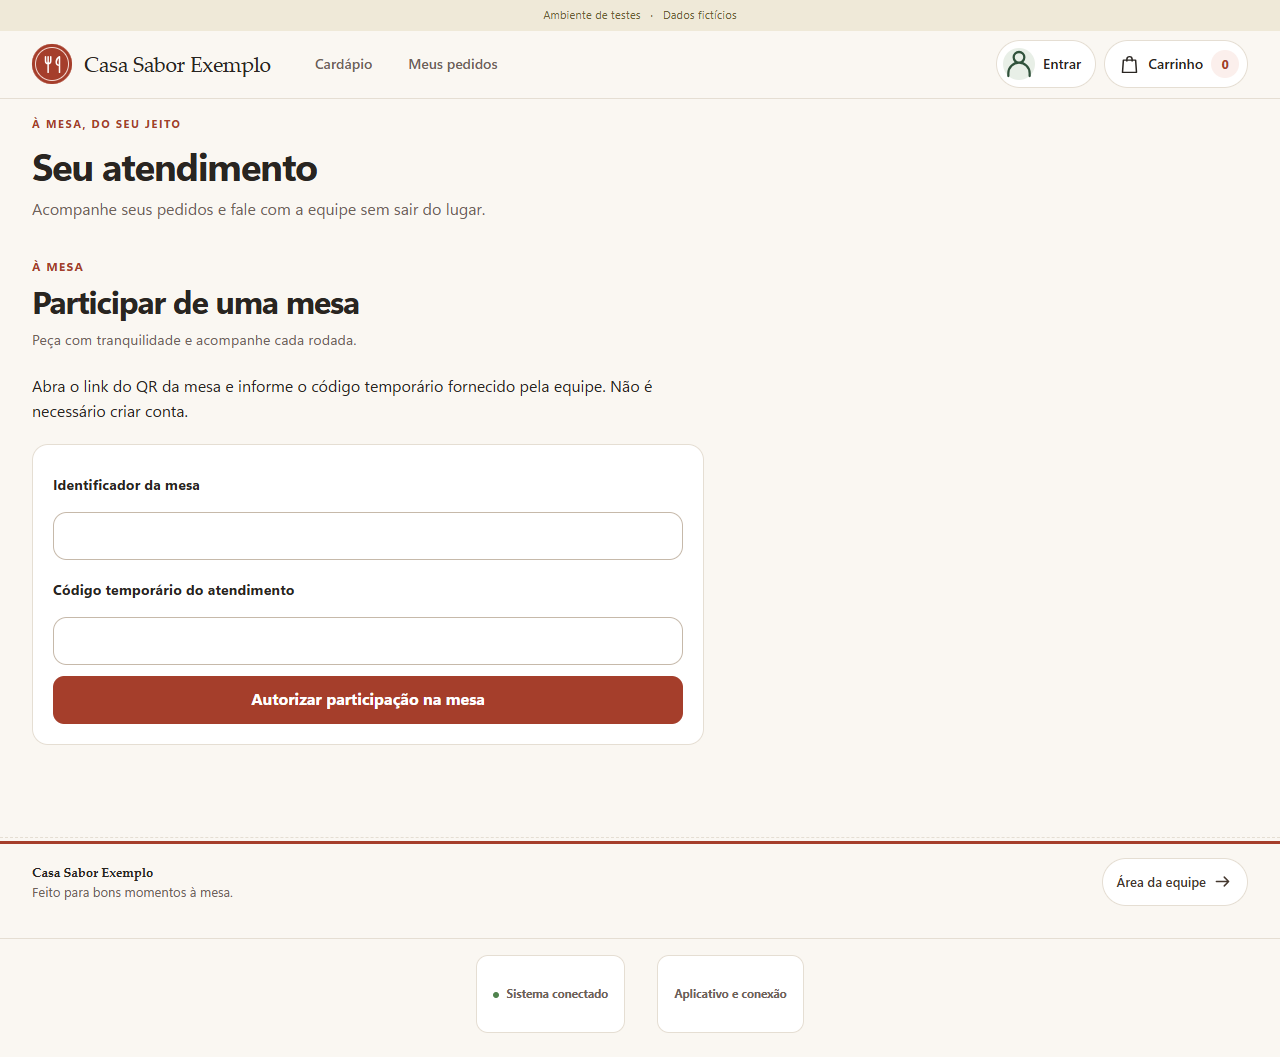 Ambiente de testes · Dados fictícios
Casa Sabor Exemplo
Cardápio
Meus pedidos
Entrar
Carrinho
0
À MESA, DO SEU JEITO
Seu atendimento
Acompanhe seus pedidos e fale com a equipe sem sair do lugar.
À MESA
Participar de uma mesa
Peça com tranquilidade e acompanhe cada rodada.
Abra o link do QR da mesa e informe o código temporário fornecido pela equipe. Não é
necessário criar conta.
Identificador da mesa
Código temporário do atendimento
Autorizar participação na mesa
Casa Sabor Exemplo
Feito para bons momentos à mesa.
Área da equipe
Sistema conectado
Aplicativo e conexão